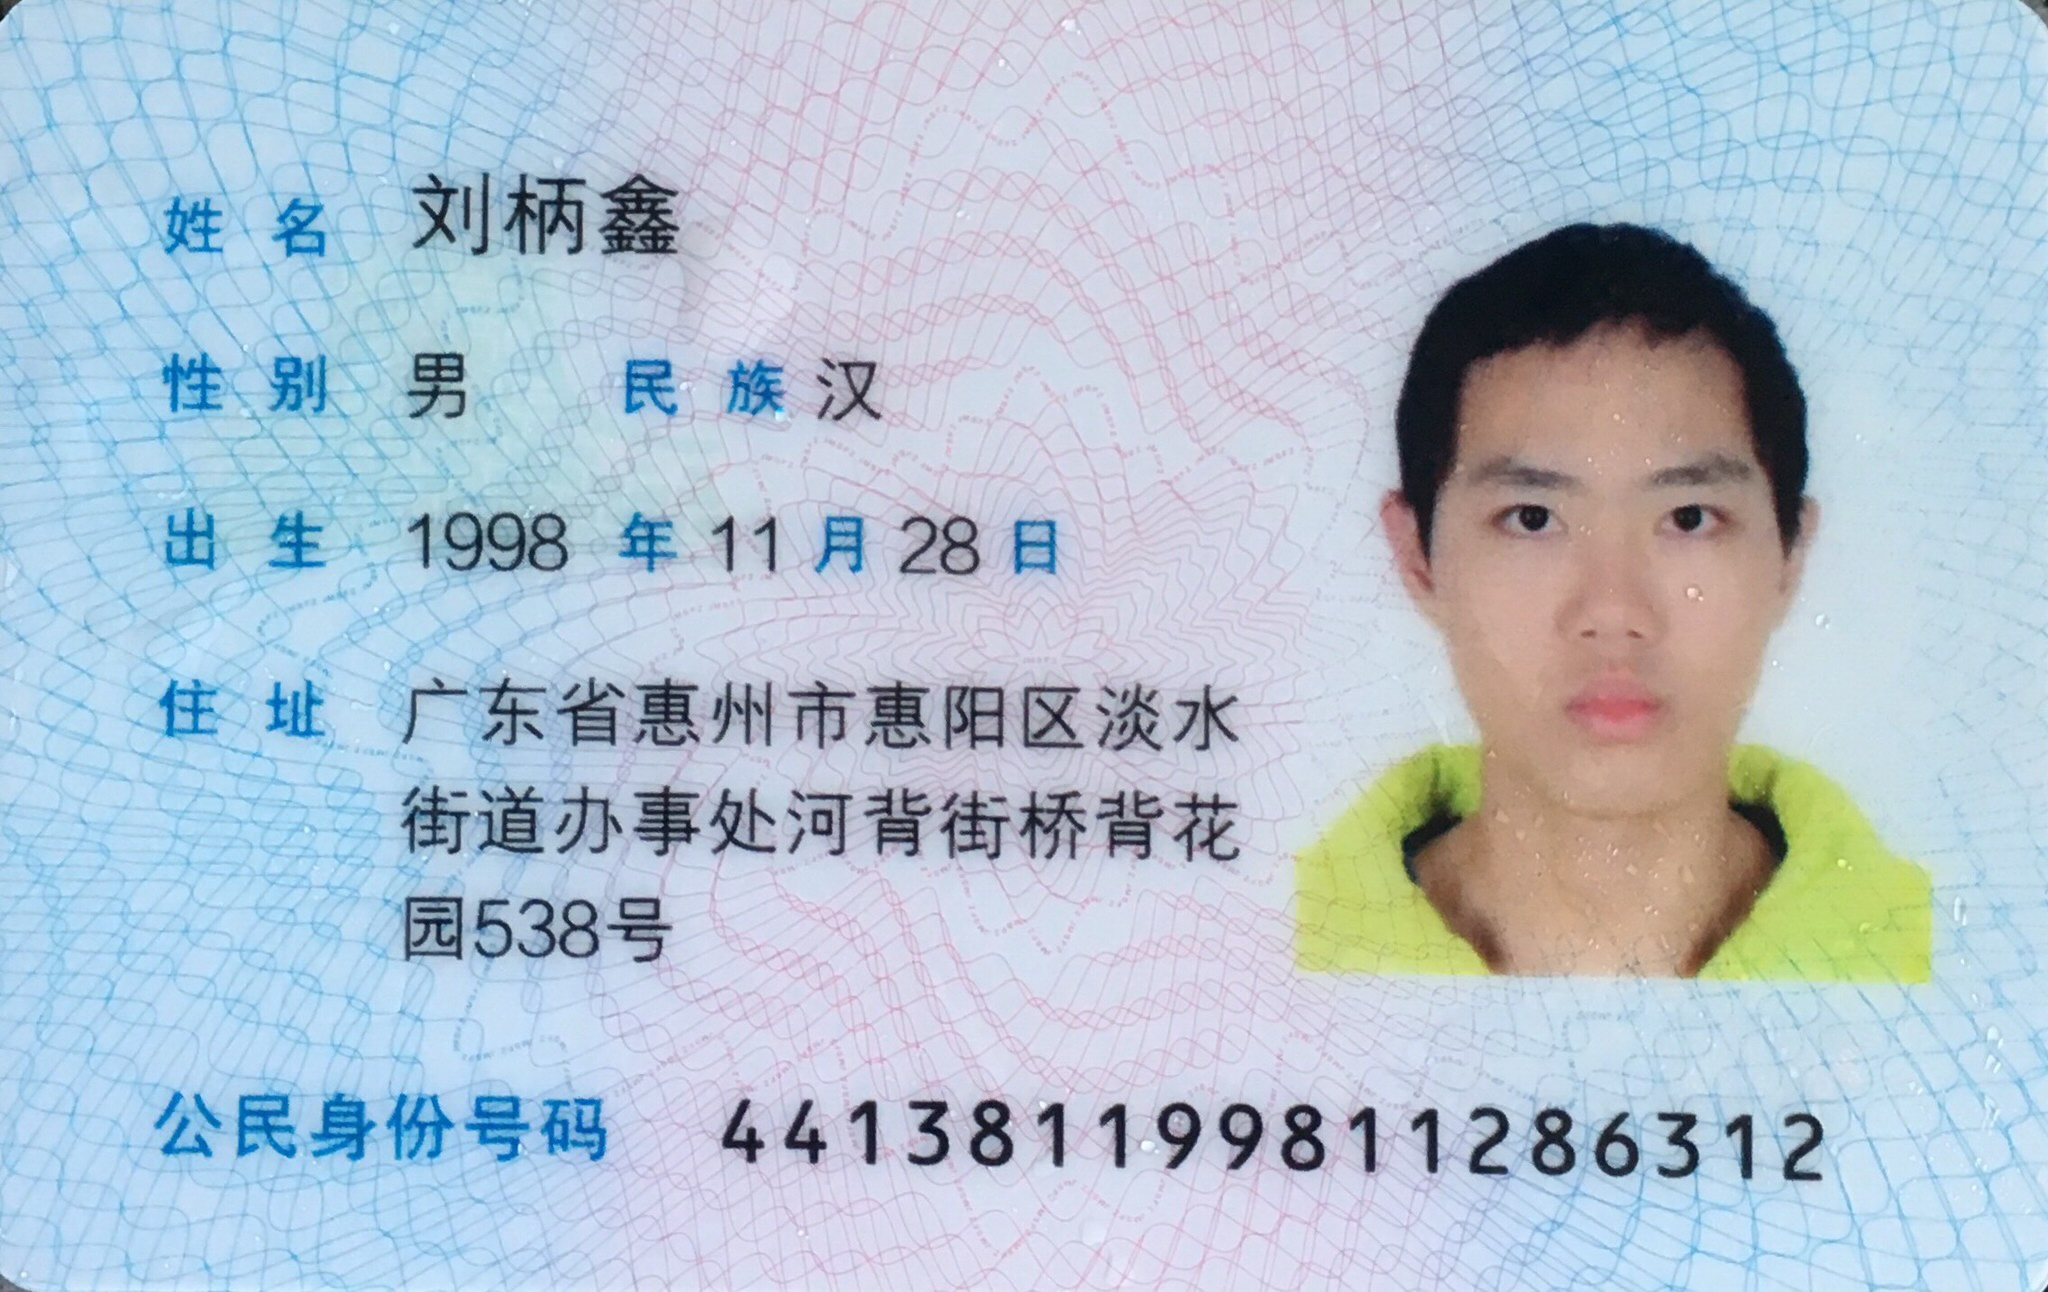 姓名 刘柄鑫
性别 男 民族 汉
出生 1998 年 11 月 28 日
住址 广东省惠州市惠阳区淡水
街道办事处河背街桥背花
园538号
公民身份号码 441381199811286312